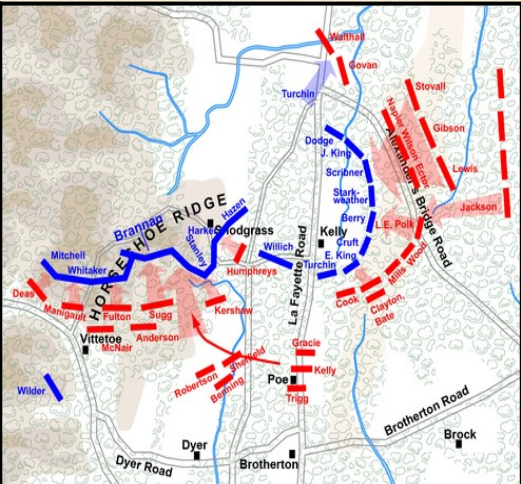 Walthall
Govan
Turchin
Stovall
Napier Wilson Ector
Gibson
Dodge
J. King
Scribner
Alexander's Bridge Road
Lewis
Stark-
weather
HORSESHOE RIDGE
Hazen
Berry
Jackson
L.E. Polk
Brannan
Harker
Snodgrass
Kelly
Stanley
Willich
Cruft
E. King
Mills
Wood
Mitchell
Whitaker
Humphreys
Turchin
La Fayette Road
Deas
Manigault
Fulton
Sugg
Kershaw
Cook
Clayton,
Bate
Vittetoe
McNair
Anderson
Gracie
Sheffield
Robertson
Benning
Kelly
Poe
Trigg
Wilder
Brotherton Road
Dyer
Brock
Dyer Road
Brotherton